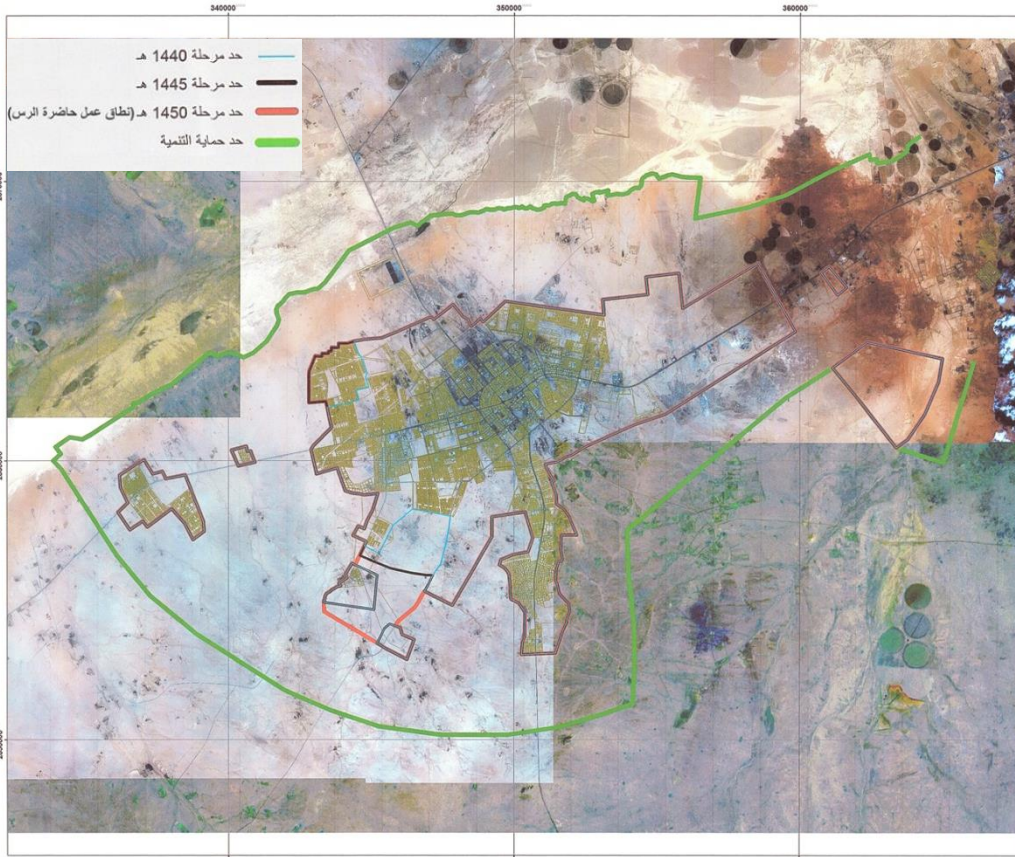 340000
350000
360000
حد مرحلة 1440 هـ
حد مرحلة 1445 هـ
حد مرحلة 1450 هـ (نطاق عمل حاضرة الرس)
حد حماية التنمية